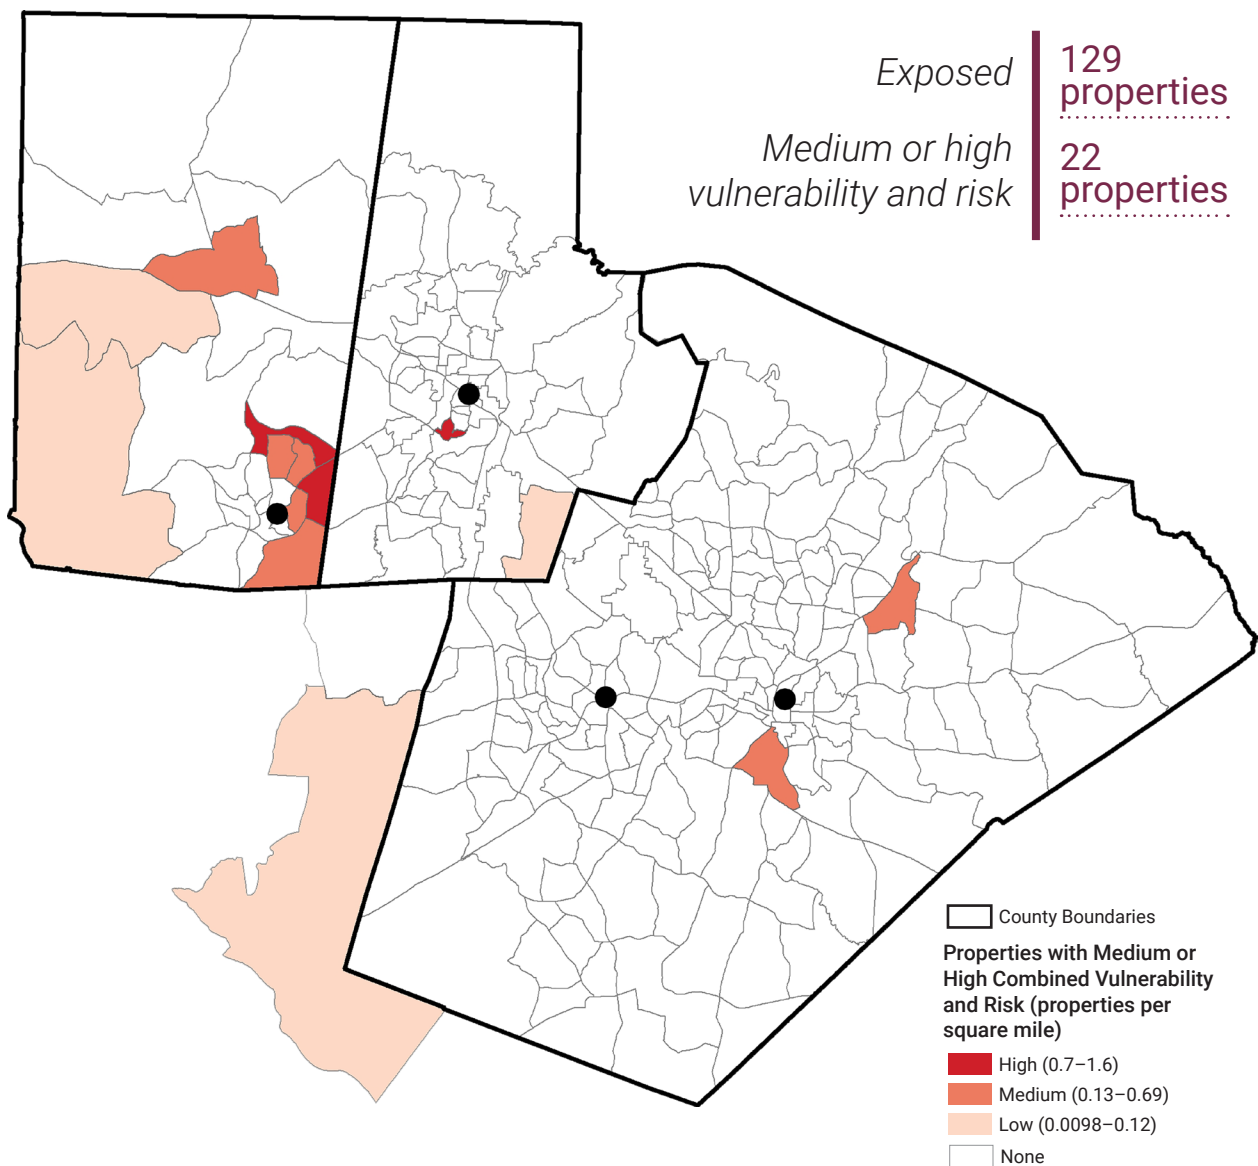 Exposed
129
properties
Medium or high
vulnerability and risk
22
properties
County Boundaries
Properties with Medium or
High Combined Vulnerability
and Risk (properties per
square mile)
High (0.7–1.6)
Medium (0.13–0.69)
Low (0.0098–0.12)
None